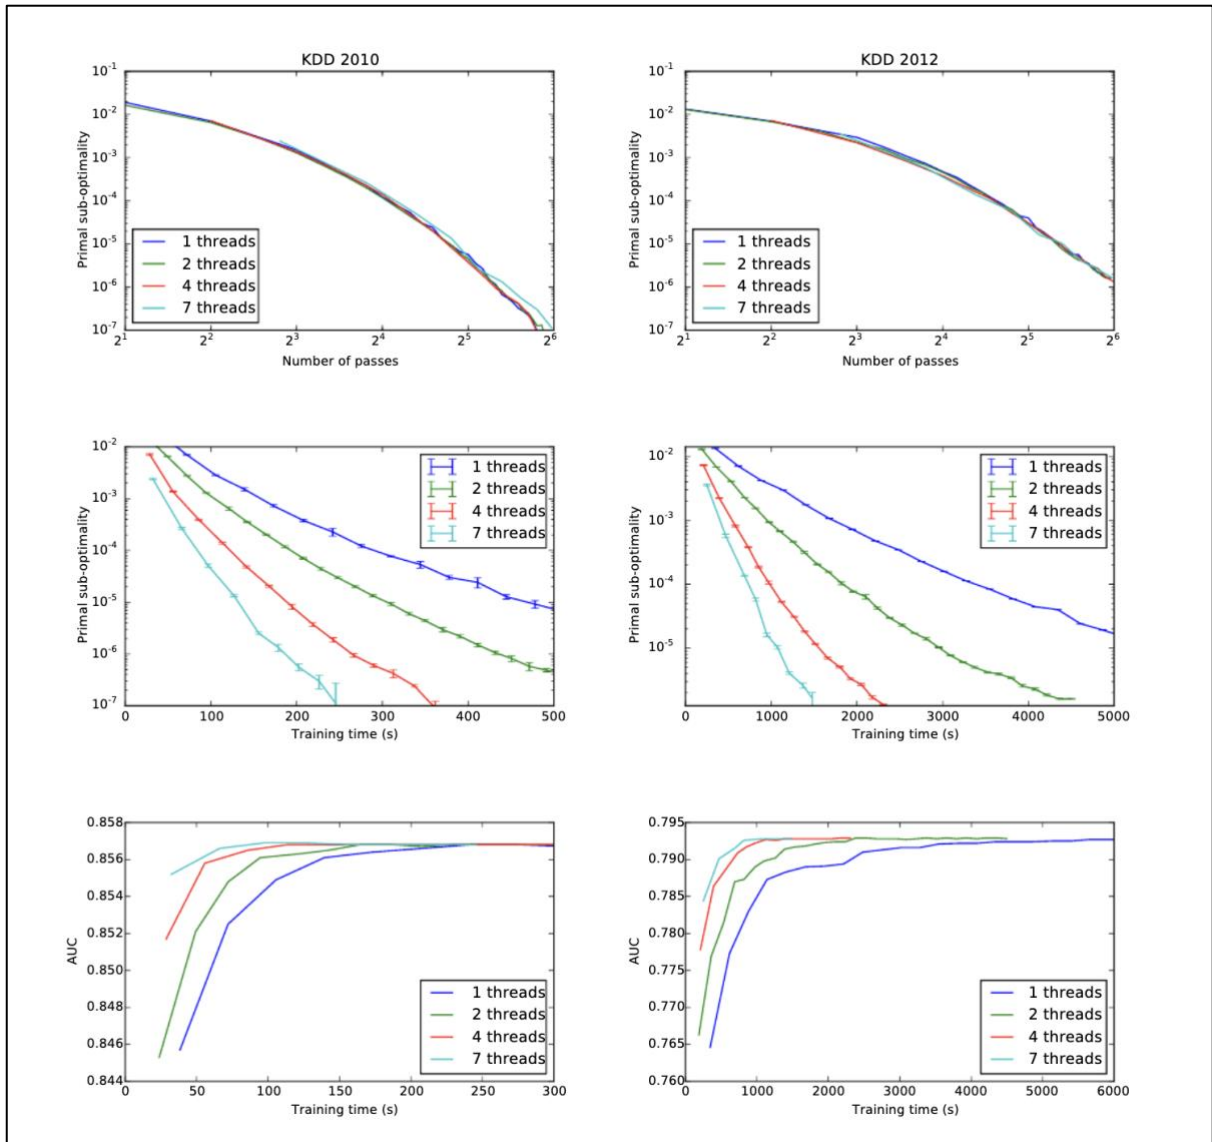 KDD 2010
KDD 2012
10^-1
10^-2
10^-3
10^-4
10^-5
10^-6
10^-7
Primal sub-optimality
1 threads
2 threads
4 threads
7 threads
2^1 2^2 2^3 2^4 2^5 2^6
Number of passes
10^-1
10^-2
10^-3
10^-4
10^-5
10^-6
10^-7
Primal sub-optimality
1 threads
2 threads
4 threads
7 threads
2^1 2^2 2^3 2^4 2^5 2^6
Number of passes
10^-2
10^-3
10^-4
10^-5
10^-6
10^-7
Primal sub-optimality
1 threads
2 threads
4 threads
7 threads
0 100 200 300 400 500
Training time (s)
10^-2
10^-3
10^-4
10^-5
Primal sub-optimality
1 threads
2 threads
4 threads
7 threads
0 1000 2000 3000 4000 5000
Training time (s)
0.858
0.856
0.854
0.852
0.850
0.848
0.846
0.844
AUC
1 threads
2 threads
4 threads
7 threads
0 50 100 150 200 250 300
Training time (s)
0.795
0.790
0.785
0.780
0.775
0.770
0.765
0.760
AUC
1 threads
2 threads
4 threads
7 threads
0 1000 2000 3000 4000 5000 6000
Training time (s)